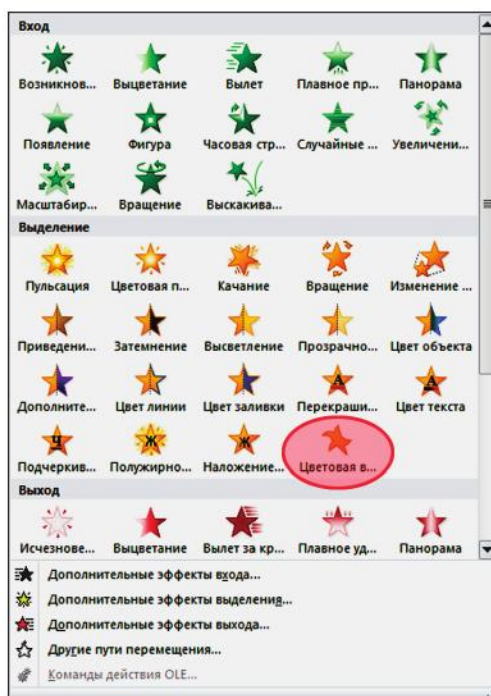 Вход
Возникнов... Выцветание Вылет Плавное пр... Панорама
Появление Фигура Часовая стр... Случайные ... Увеличени...
Масштабир... Вращение Выскакива...
Выделение
Пульсация Цветовая п... Качание Вращение Изменение ...
Приведени... Затемнение Высветление Прозрачно... Цвет объекта
Дополните... Цвет линии Цвет заливки Перекраши... Цвет текста
Подчеркив... Полужирно... Наложение... Цветовая в...
Выход
Исчезнове... Выцветание Вылет за кр... Плавное уд... Панорама
Дополнительные эффекты входа...
Дополнительные эффекты выделения...
Дополнительные эффекты выхода...
Другие пути перемещения...
Команды действия OLE...